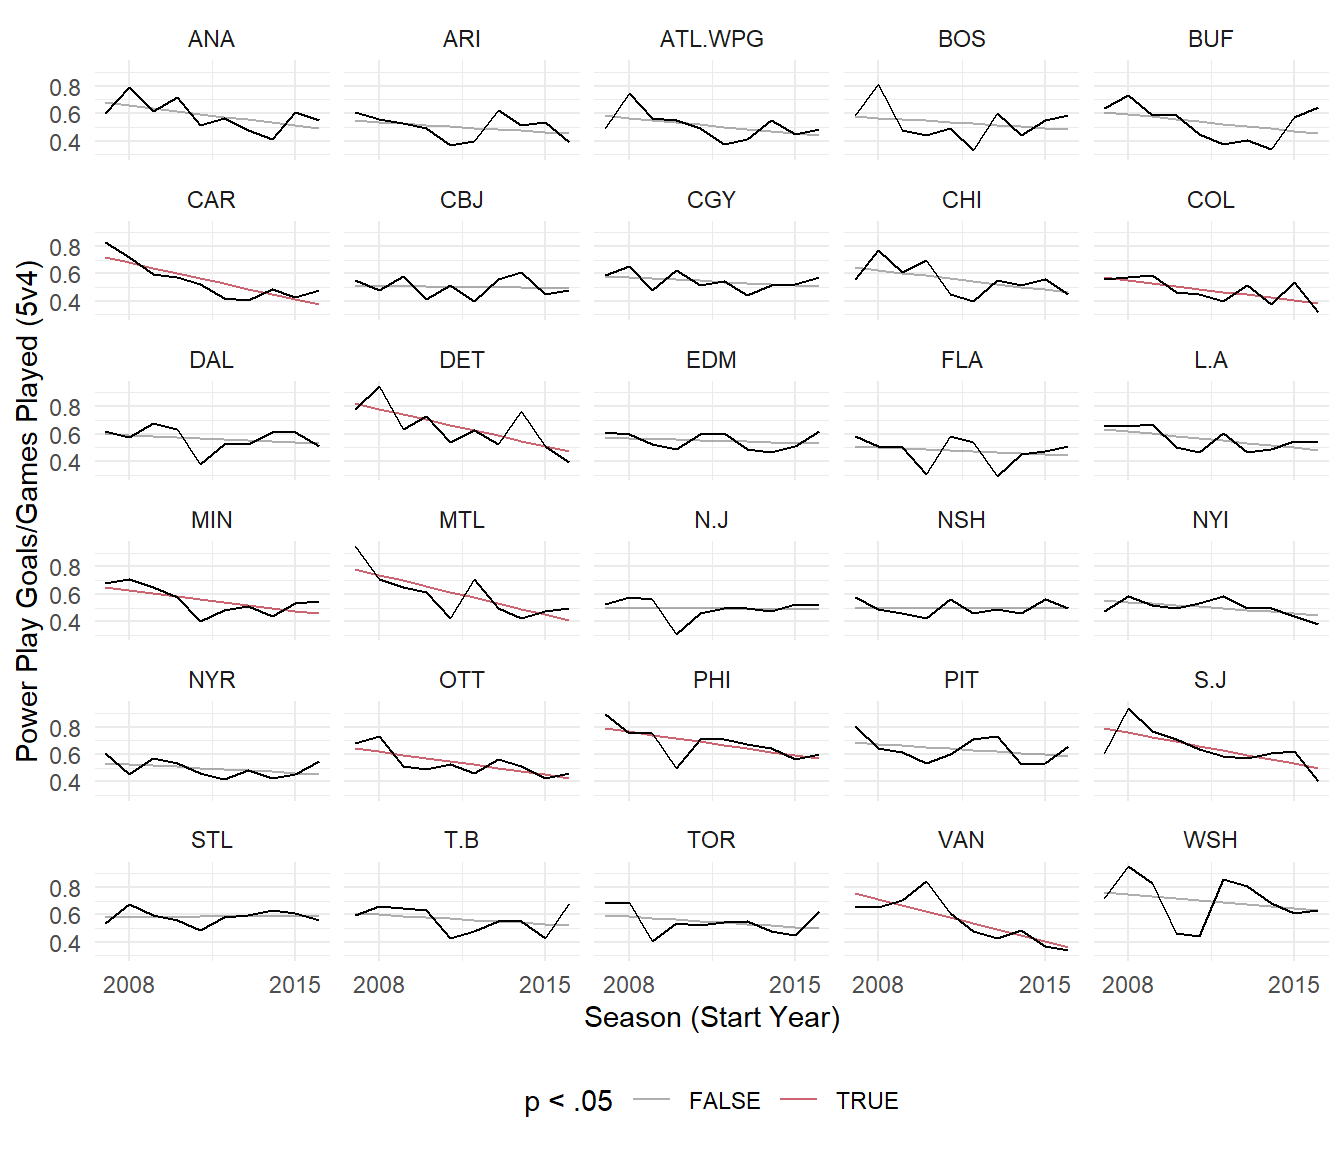 ANA ARI ATL.WPG BOS BUF
0.8
0.6
0.4
CAR CBJ CGY CHI COL
0.8
0.6
0.4
DAL DET EDM FLA L.A
0.8
0.6
0.4
MIN MTL N.J NSH NYI
0.8
0.6
0.4
NYR OTT PHI PIT S.J
0.8
0.6
0.4
STL T.B TOR VAN WSH
0.8
0.6
0.4
2008 2015 2008 2015 2008 2015 2008 2015 2008 2015
Power Play Goals/Games Played (5v4)
Season (Start Year)
p < .05 FALSE TRUE